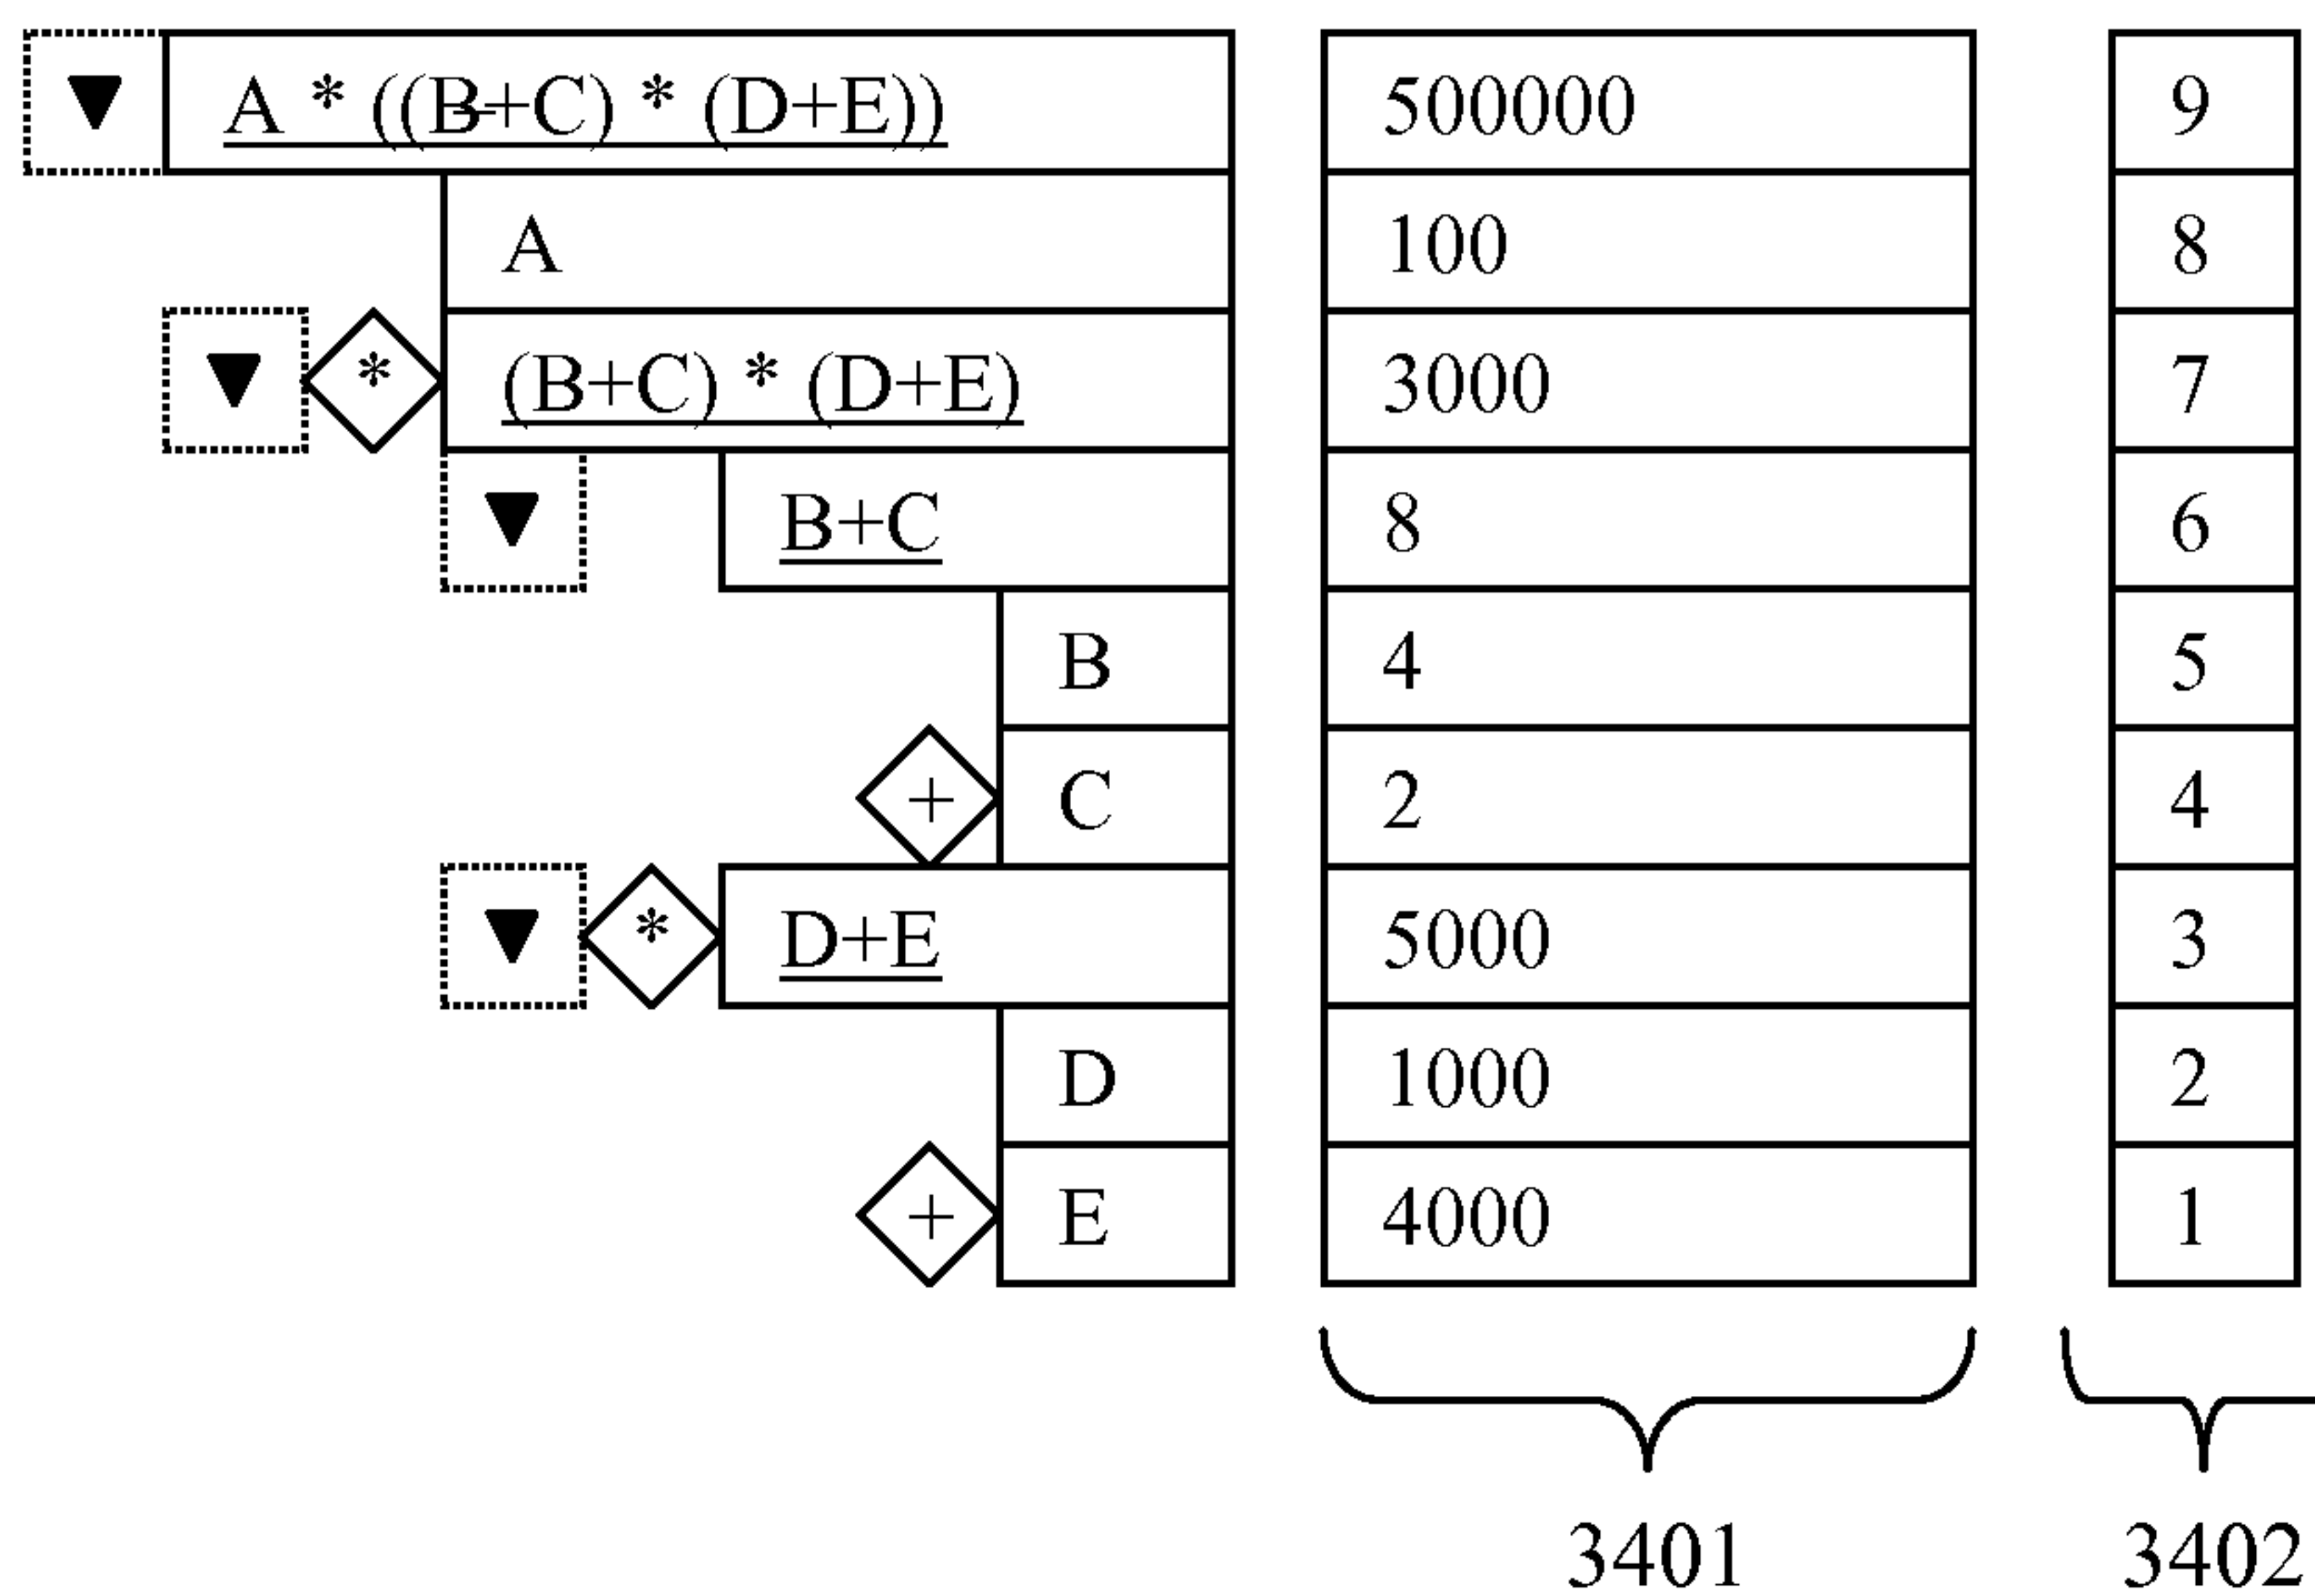 ▼ A * ((B+C) * (D+E)) 500000 9
A 100 8
▼ * (B+C) * (D+E) 3000 7
▼ B+C 8 6
B 4 5
+ C 2 4
▼ * D+E 5000 3
D 1000 2
+ E 4000 1
3401 3402